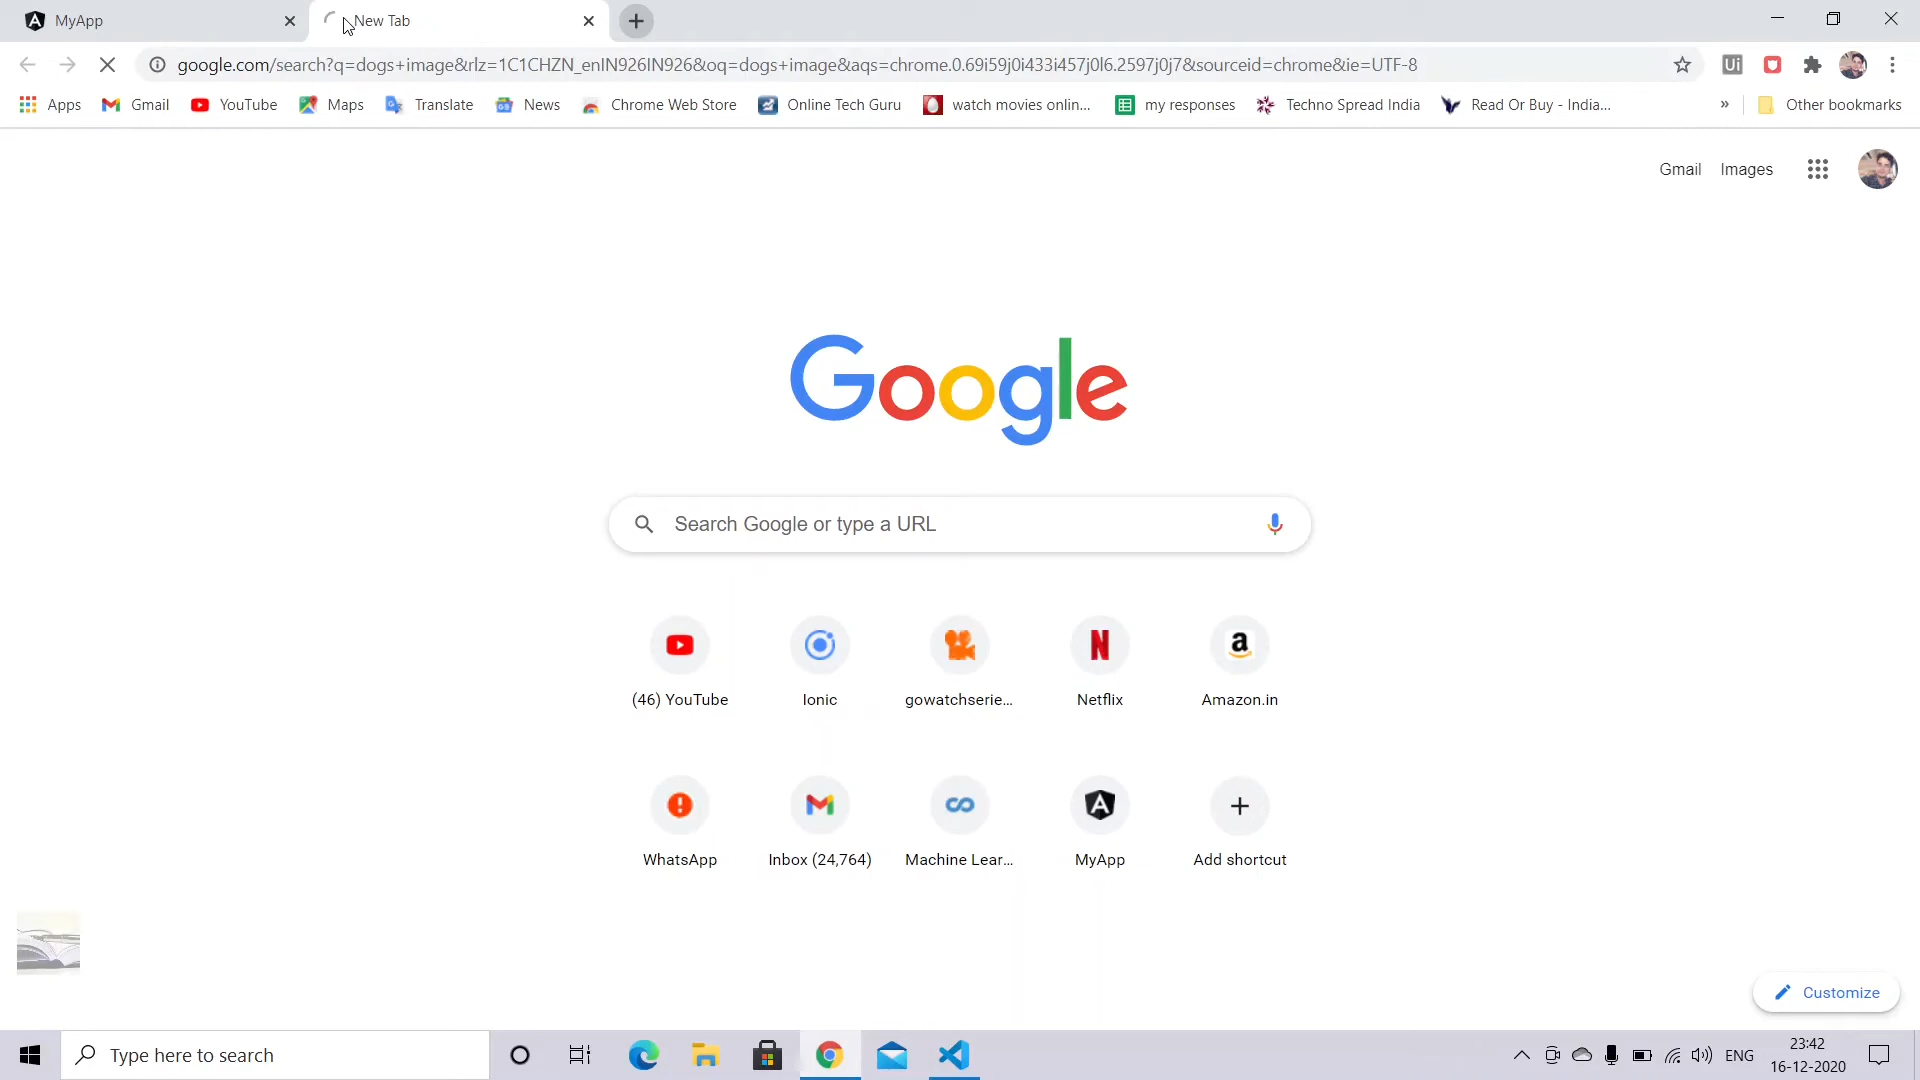 MyApp
New Tab
google.com/search?q=dogs+image&rlz=1C1CHZN_enIN926IN926&oq=dogs+image&aqs=chrome.0.69i59j0i433i457j0l6.2597j0j7&sourceid=chrome&ie=UTF-8
Ui
Apps Gmail YouTube Maps Translate News Chrome Web Store Online Tech Guru watch movies onlin... my responses Techno Spread India Read Or Buy - India... » Other bookmarks
Gmail Images
Google
Search Google or type a URL
(46) YouTube Ionic gowatchserie... Netflix Amazon.in
WhatsApp Inbox (24,764) Machine Lear... MyApp Add shortcut
Customize
Type here to search
ENG
23:42
16-12-2020